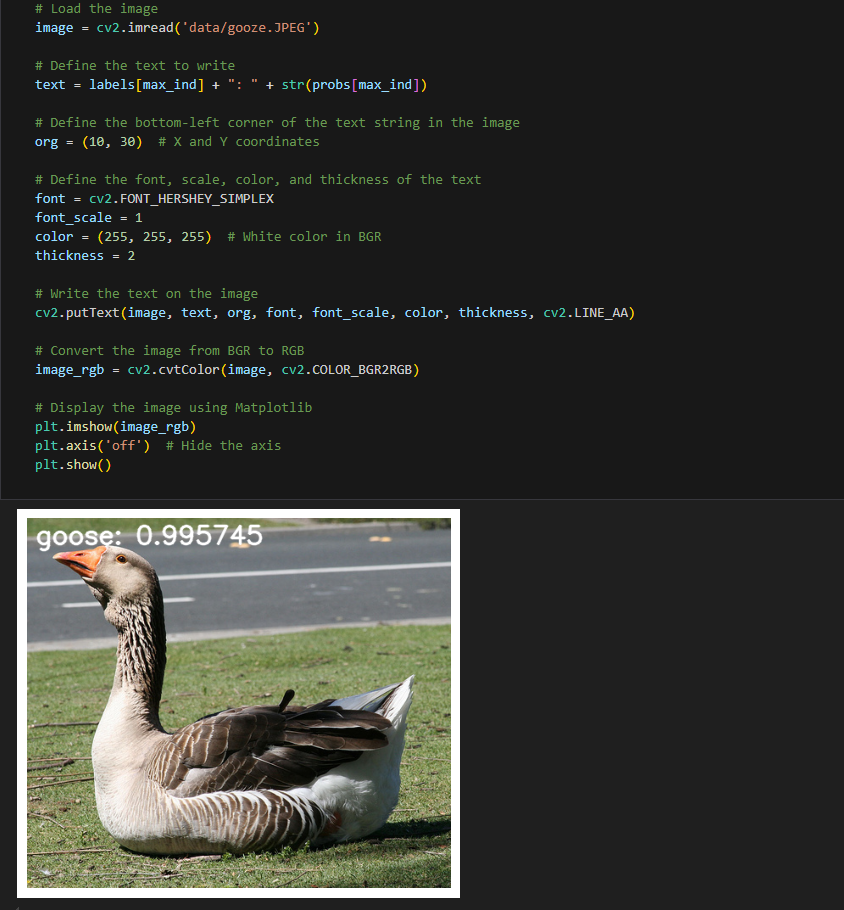 # Load the image
image = cv2.imread('data/gooze.JPEG')
# Define the text to write
text = labels[max_ind] + ": " + str(probs[max_ind])
# Define the bottom-left corner of the text string in the image
org = (10, 30)  # X and Y coordinates
# Define the font, scale, color, and thickness of the text
font = cv2.FONT_HERSHEY_SIMPLEX
font_scale = 1
color = (255, 255, 255)  # White color in BGR
thickness = 2
# Write the text on the image
cv2.putText(image, text, org, font, font_scale, color, thickness, cv2.LINE_AA)
# Convert the image from BGR to RGB
image_rgb = cv2.cvtColor(image, cv2.COLOR_BGR2RGB)
# Display the image using Matplotlib
plt.imshow(image_rgb)
plt.axis('off')  # Hide the axis
plt.show()
goose: 0.995745